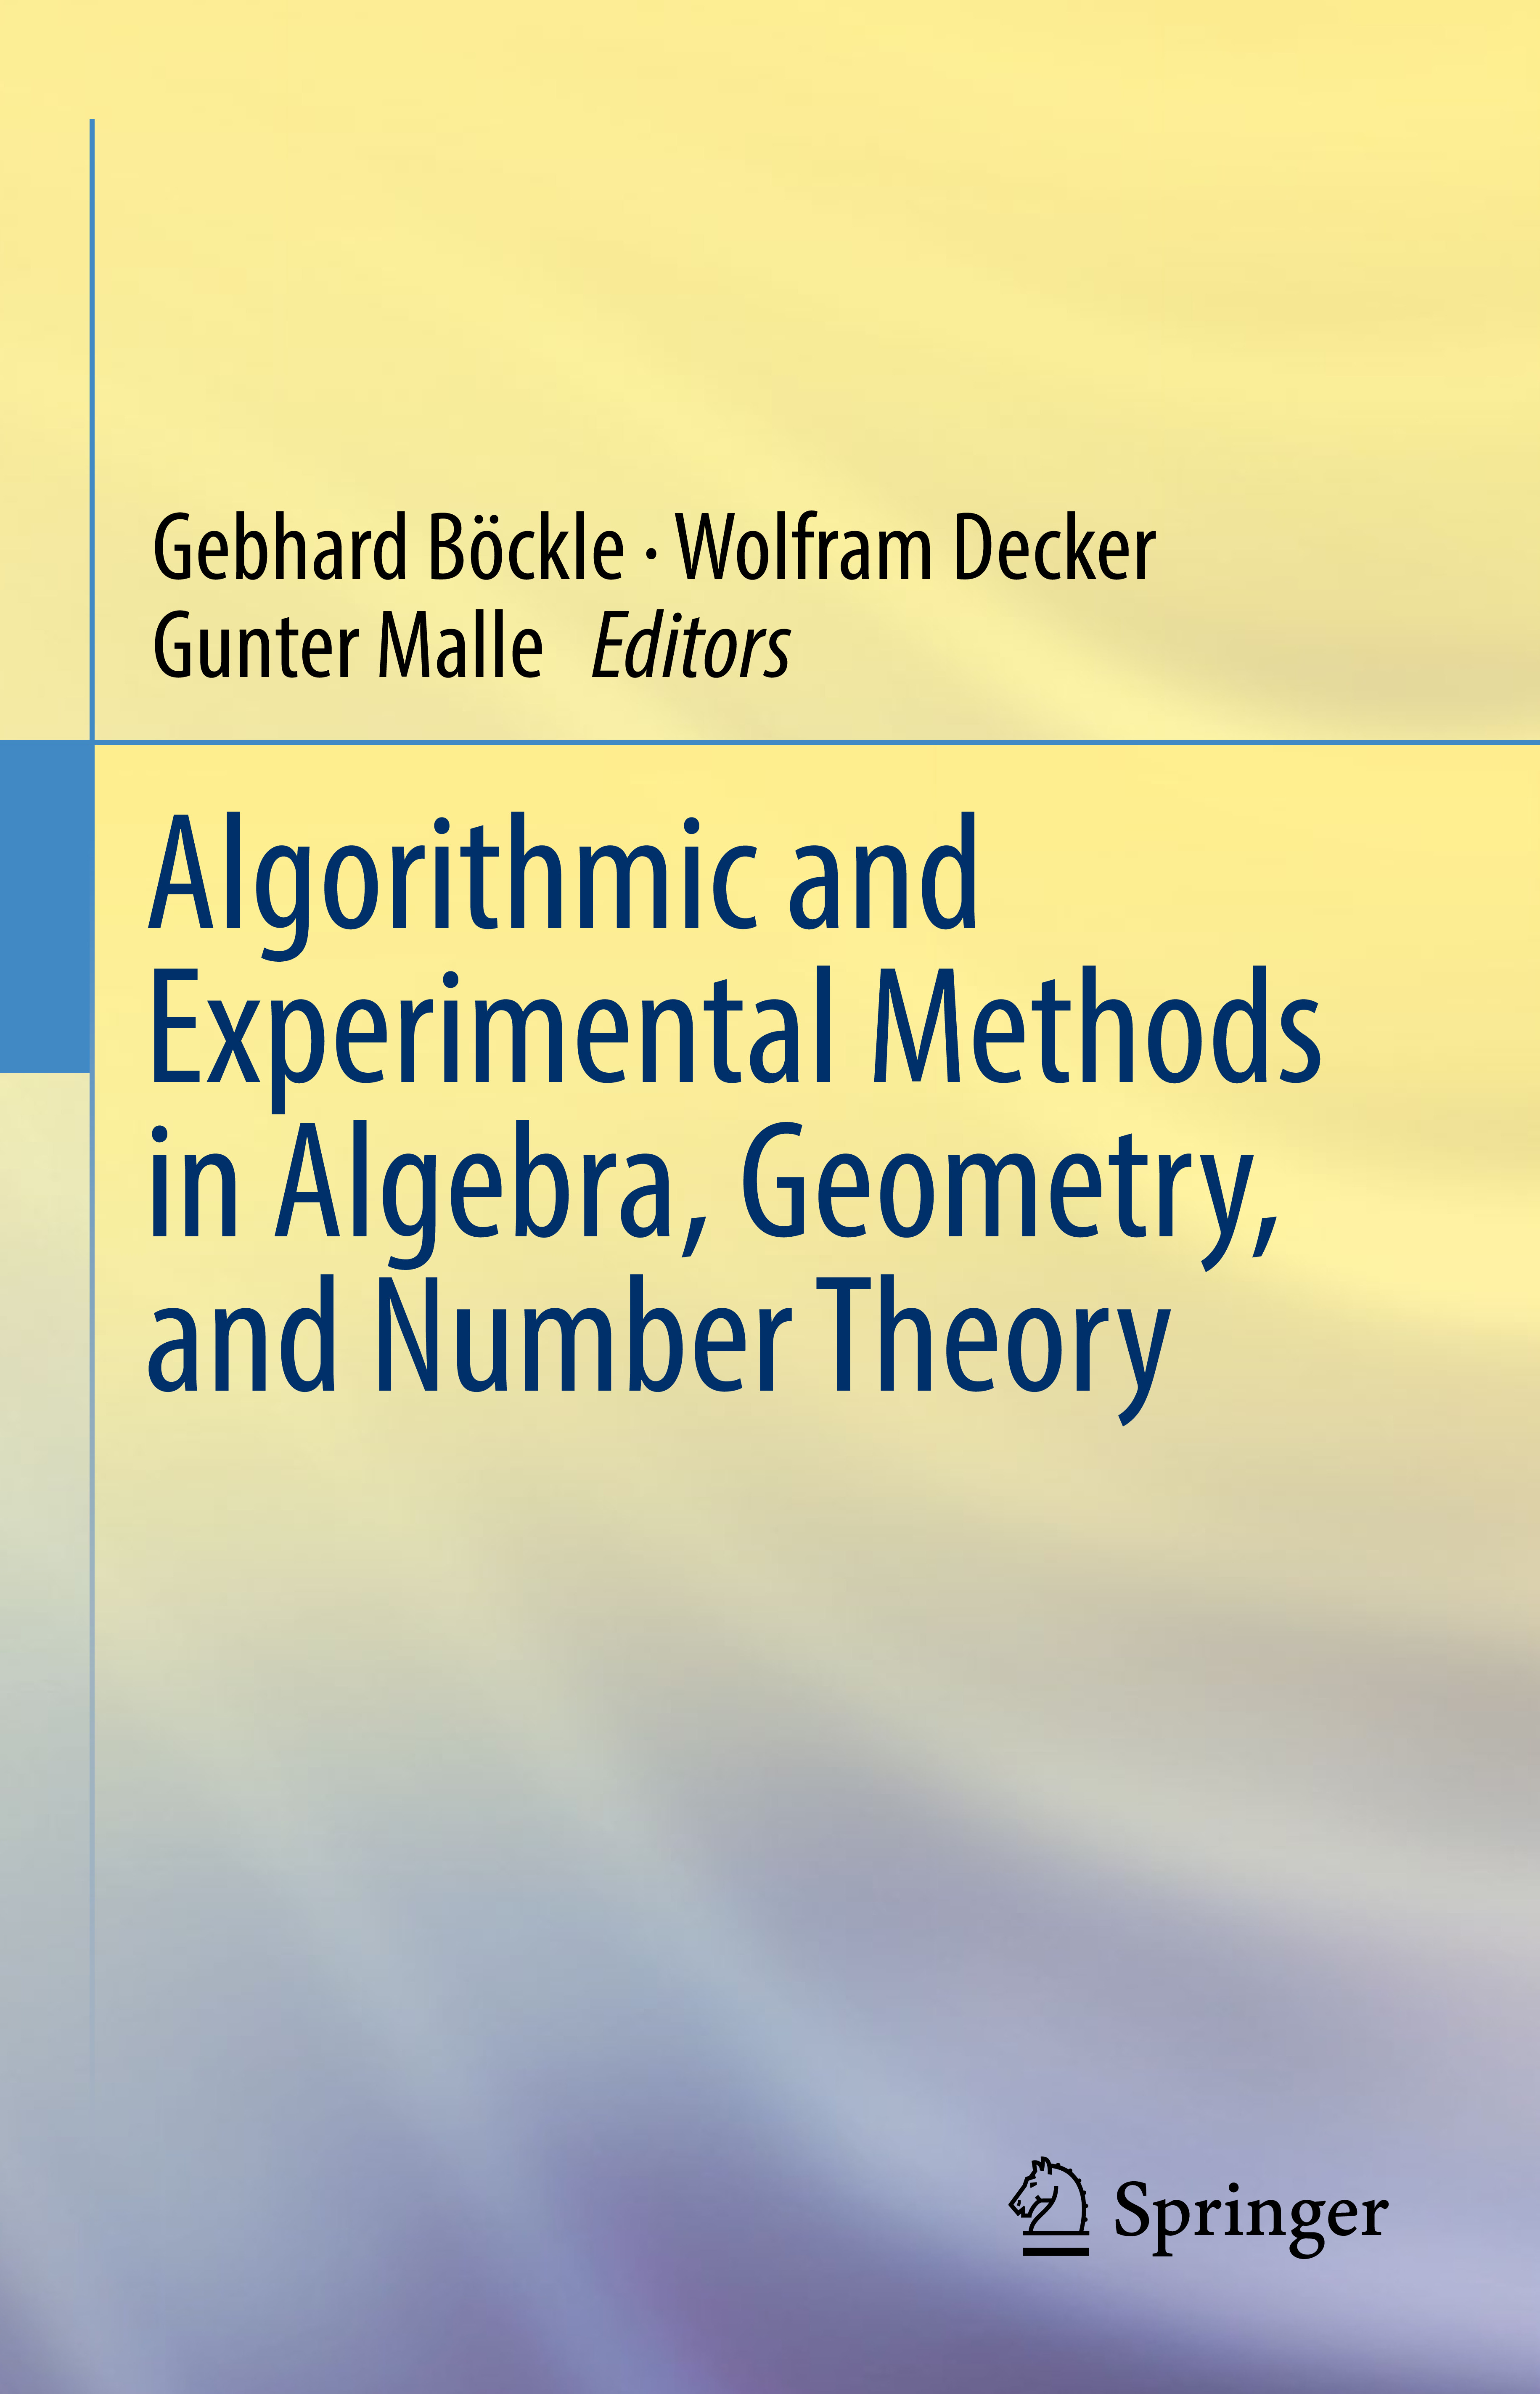 Gebhard Böckle · Wolfram Decker
Gunter Malle Editors
Algorithmic and
Experimental Methods
in Algebra, Geometry,
and Number Theory
Springer